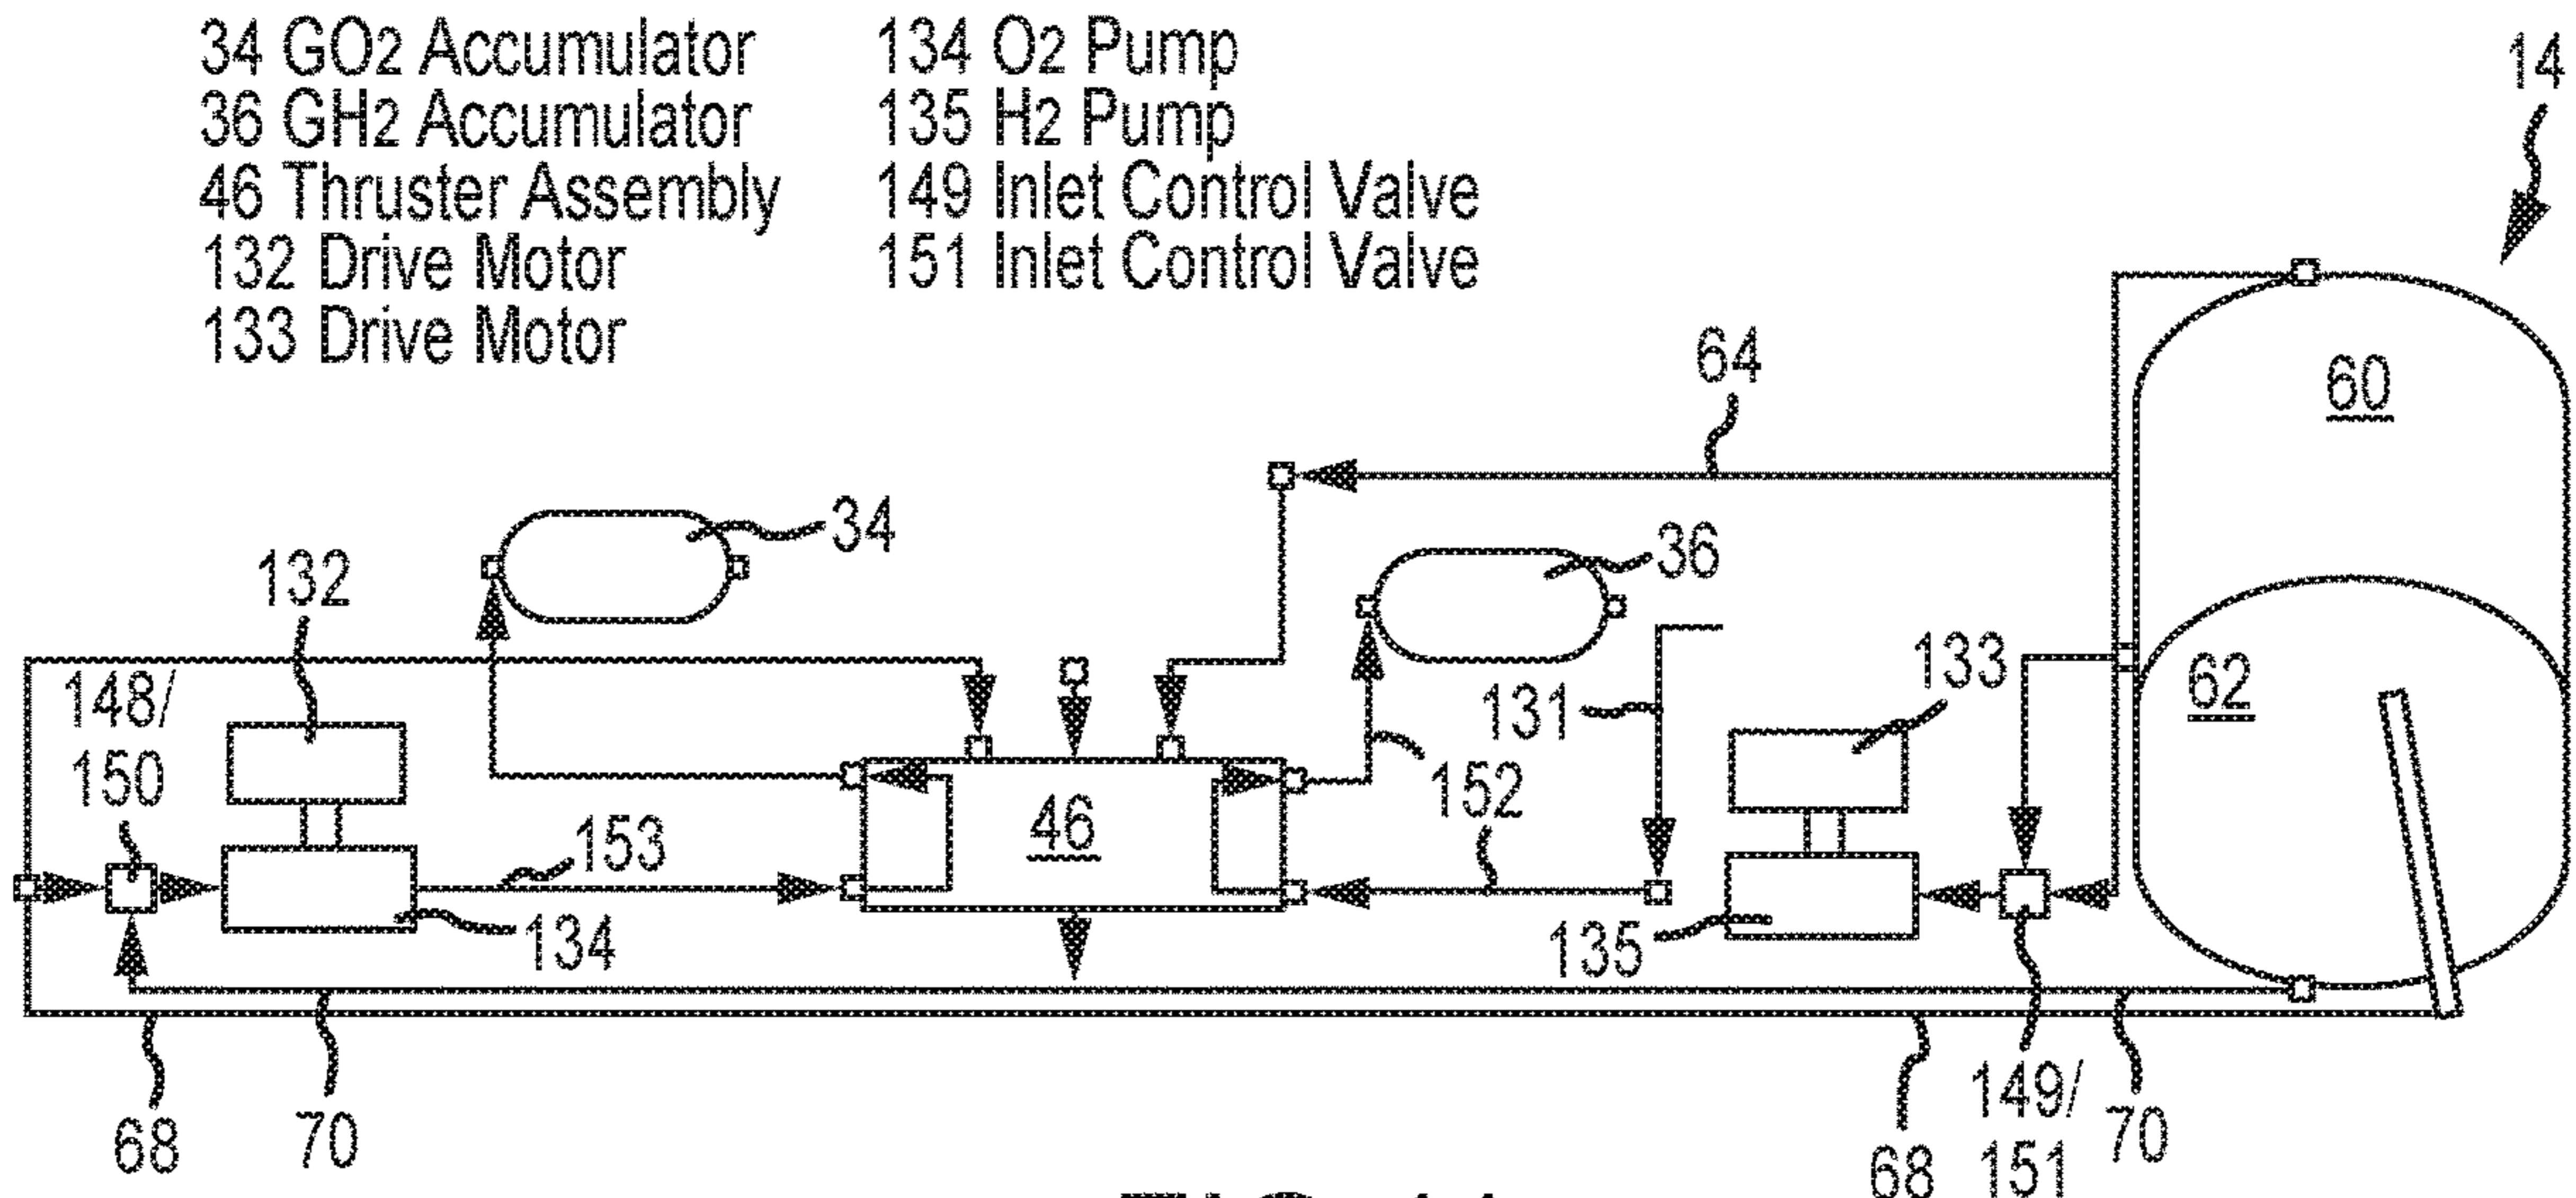 34 GO2 Accumulator
36 GH2 Accumulator
46 Thruster Assembly
132 Drive Motor
133 Drive Motor
134 O2 Pump
135 H2 Pump
149 Inlet Control Valve
151 Inlet Control Valve
14
60
64
34
36
132
133
62
148/
150
131
152
46
153
134
135
68
70
149/
151
70
68